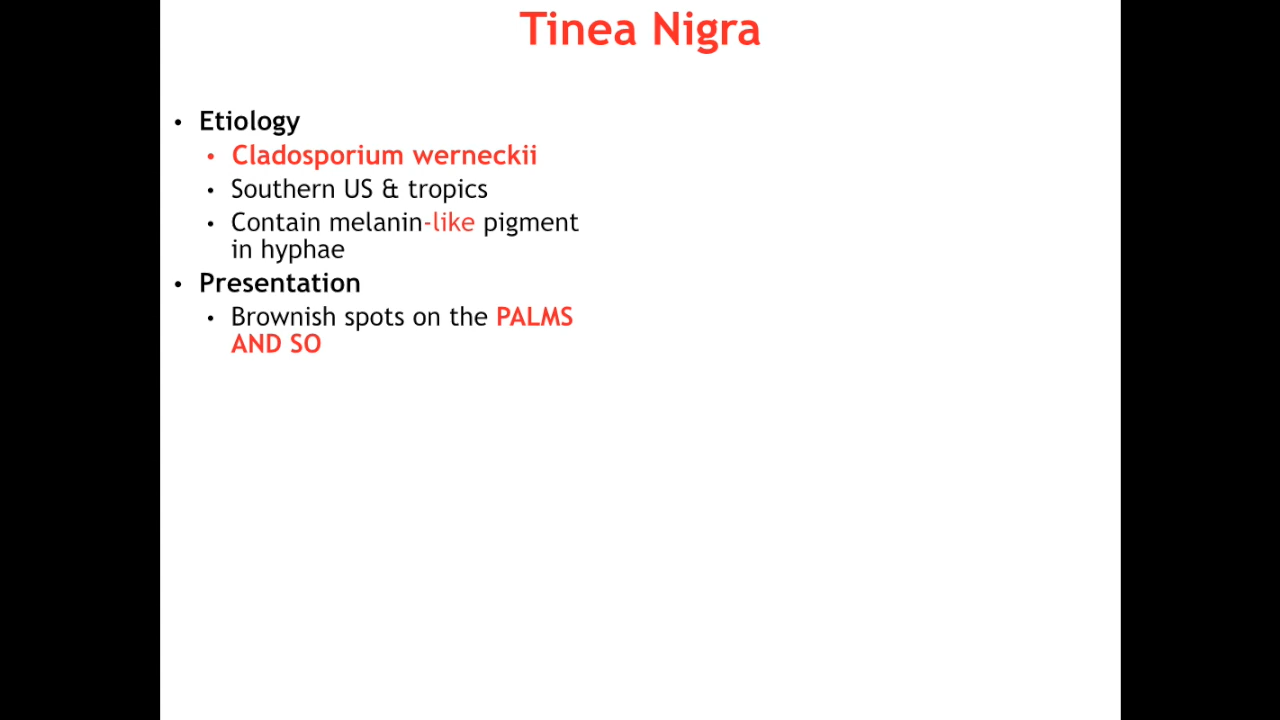 Tinea Nigra
• Etiology
• Cladosporium werneckii
• Southern US & tropics
• Contain melanin-like pigment
in hyphae
• Presentation
• Brownish spots on the PALMS
AND SO